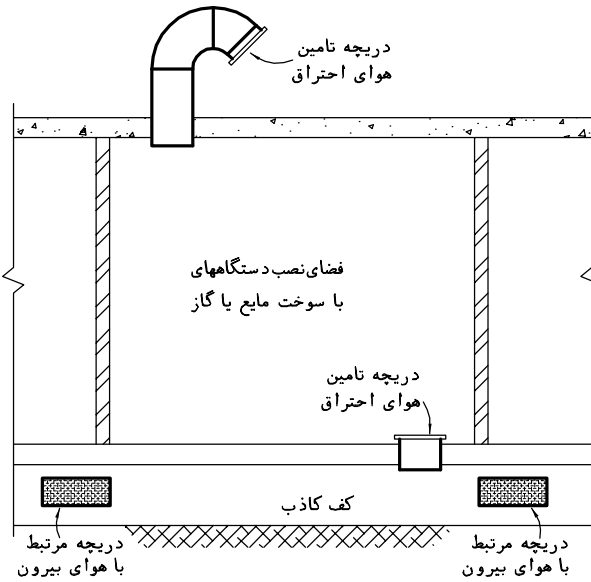 دریچه تامین
هوای احتراق
فضای نصب دستگاههای
با سوخت مایع یا گاز
دریچه تامین
هوای احتراق
کف کاذب
دریچه مرتبط
با هوای بیرون
دریچه مرتبط
با هوای بیرون